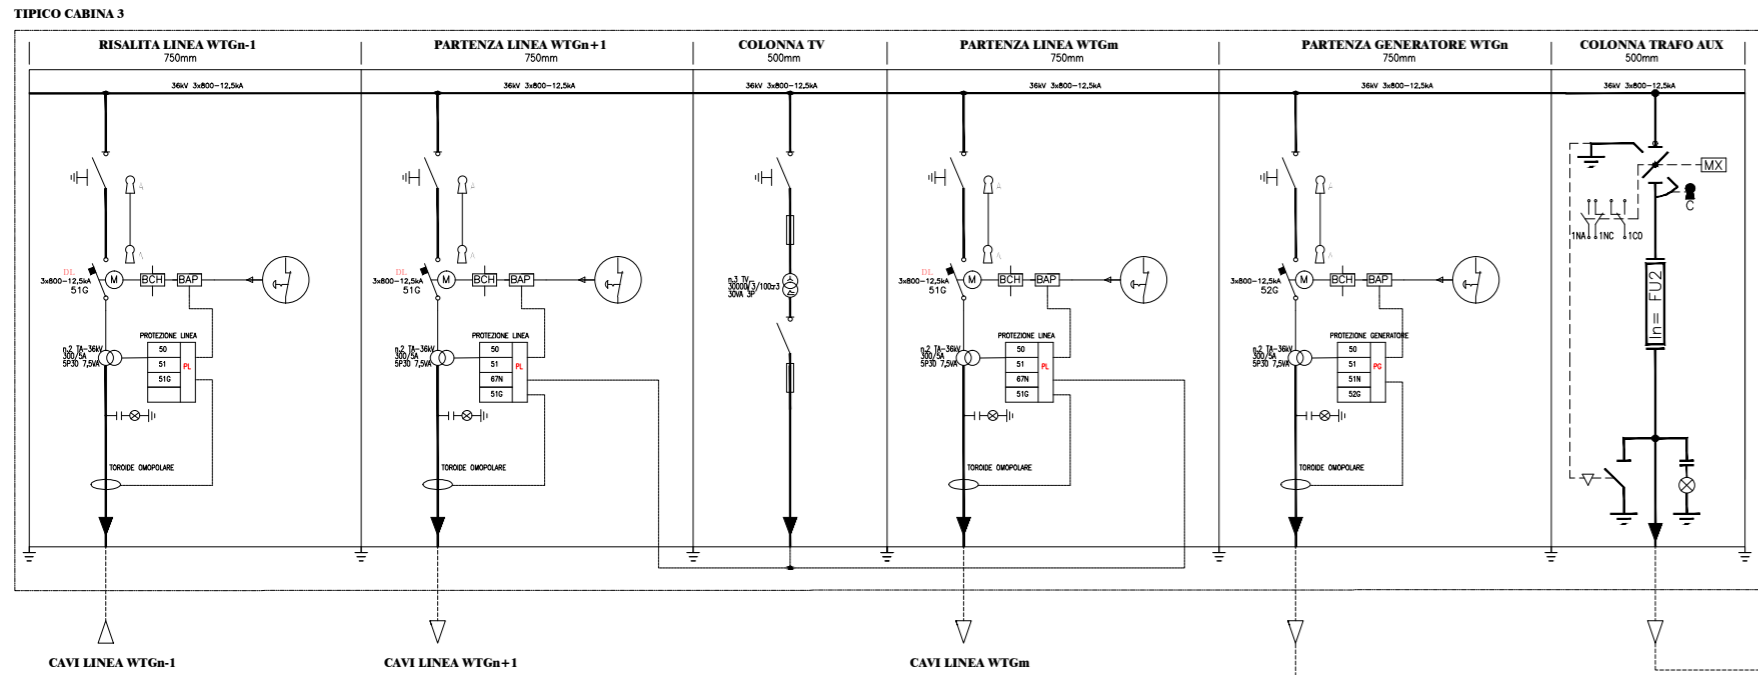 TIPICO CABINA 3
RISALITA LINEA WTGn-1
750mm
36kV 3x800-12,5kA
A
A
DL
3x800-12,5kA
51G
M
BCH
BAP
PROTEZIONE LINEA
n.2 TA-36kV
300/5A
5P30 7,5VA
50
51
51G
PL
TOROIDE OMOPOLARE
CAVI LINEA WTGn-1
PARTENZA LINEA WTGn+1
750mm
36kV 3x800-12,5kA
A
A
DL
3x800-12,5kA
51G
M
BCH
BAP
PROTEZIONE LINEA
n.2 TA-36kV
300/5A
5P30 7,5VA
50
51
67N
51G
PL
TOROIDE OMOPOLARE
CAVI LINEA WTGn+1
COLONNA TV
500mm
36kV 3x800-12,5kA
n.3 TV
30VA 3P
PARTENZA LINEA WTGm
750mm
36kV 3x800-12,5kA
A
A
DL
3x800-12,5kA
51G
M
BCH
BAP
PROTEZIONE LINEA
n.2 TA-36kV
300/5A
5P30 7,5VA
50
51
67N
51G
PL
TOROIDE OMOPOLARE
CAVI LINEA WTGm
PARTENZA GENERATORE WTGn
750mm
36kV 3x800-12,5kA
A
A
3x800-12,5kA
52G
M
BCH
BAP
PROTEZIONE GENERATORE
n.2 TA-36kV
300/5A
5P30 7,5VA
50
51
51N
52G
PG
TOROIDE OMOPOLARE
COLONNA TRAFO AUX
500mm
36kV 3x800-12,5kA
MX
C
1NA
1NC
1CO
In= FU2